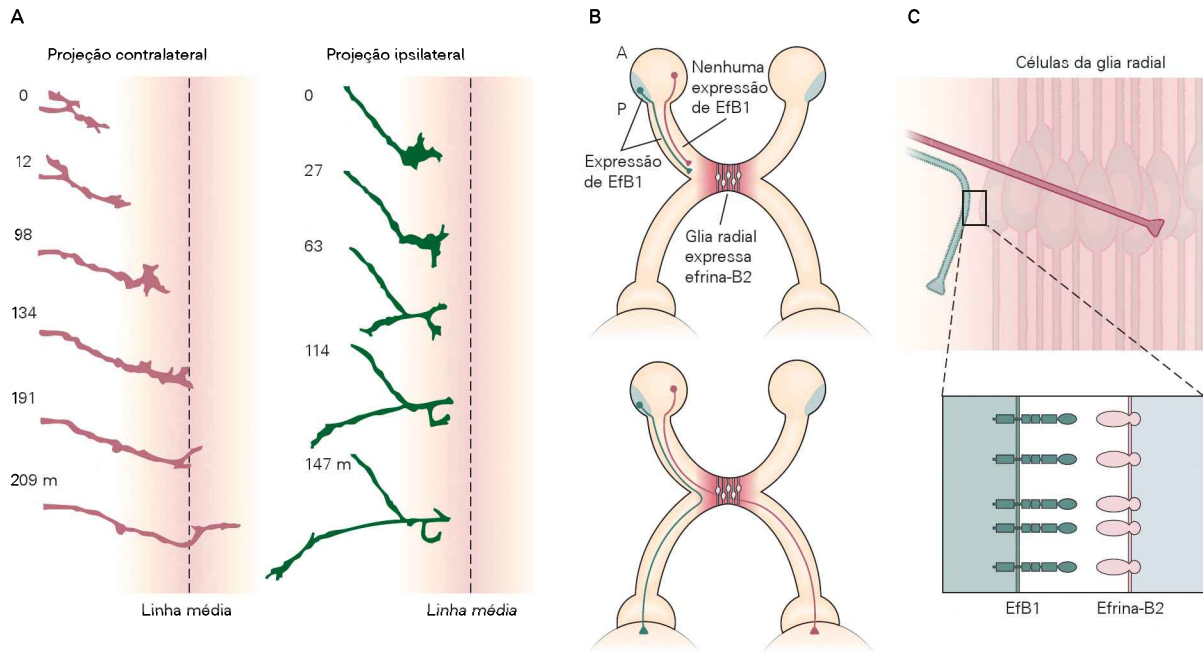 A
Projeção contralateral
0
12
98
134
191
209 m
Linha média
Projeção ipsilateral
0
27
63
114
147 m
Linha média
B
A
P
Nenhuma
expressão
de EfB1
Expressão
de EfB1
Glia radial
expressa
efrina-B2
C
Células da glia radial
EfB1
Efrina-B2